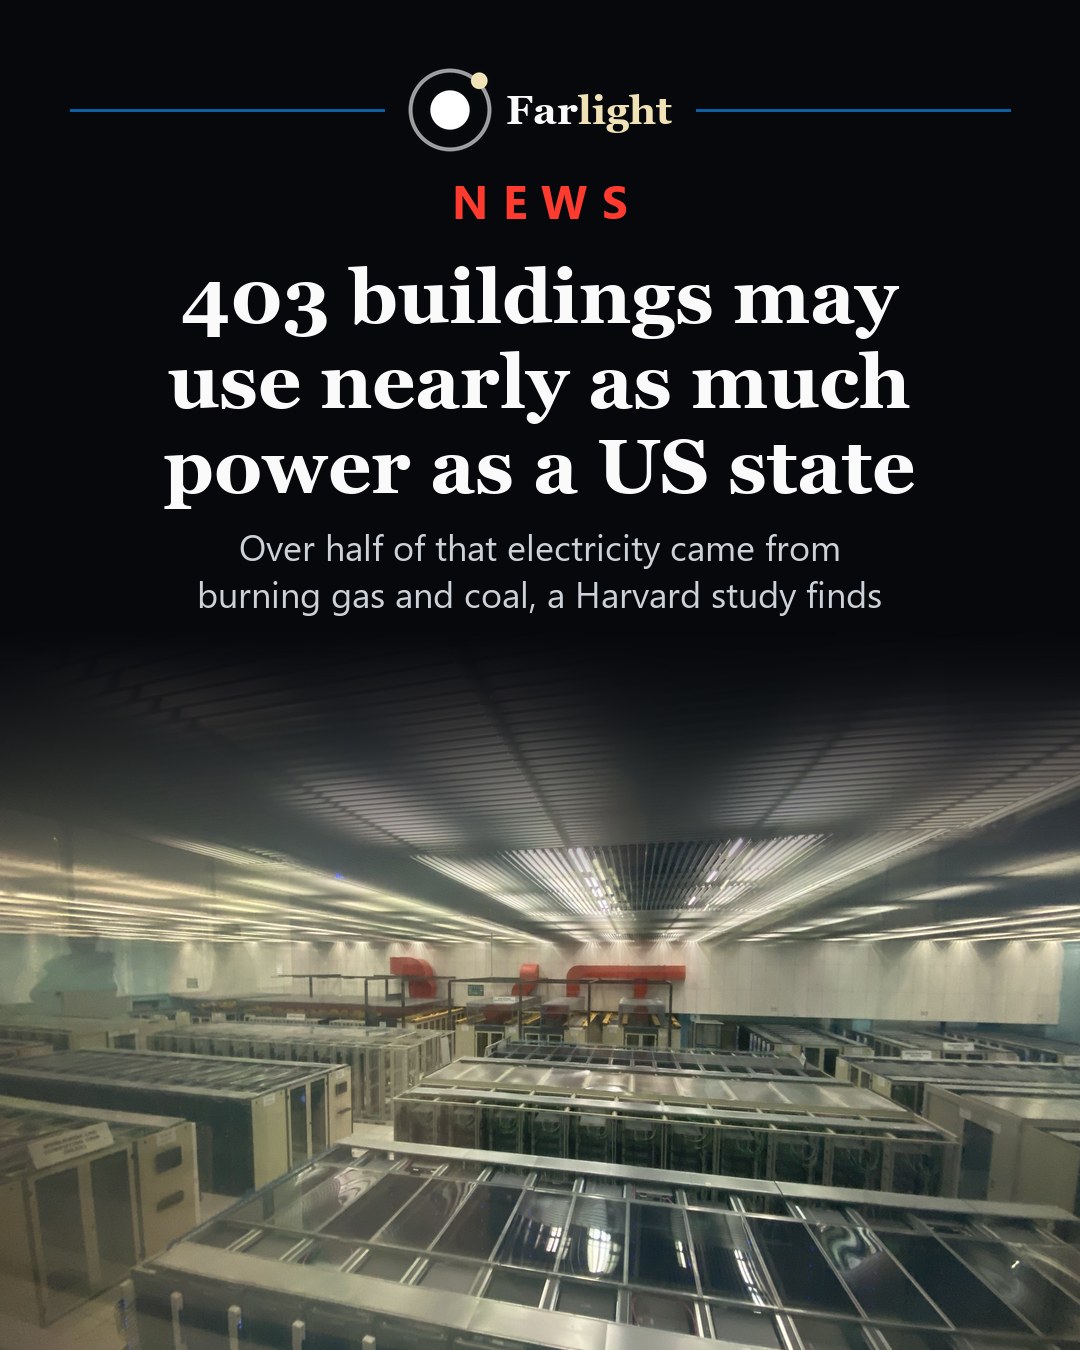 Farlight
NEWS
403 buildings may
use nearly as much
power as a US state
Over half of that electricity came from
burning gas and coal, a Harvard study finds